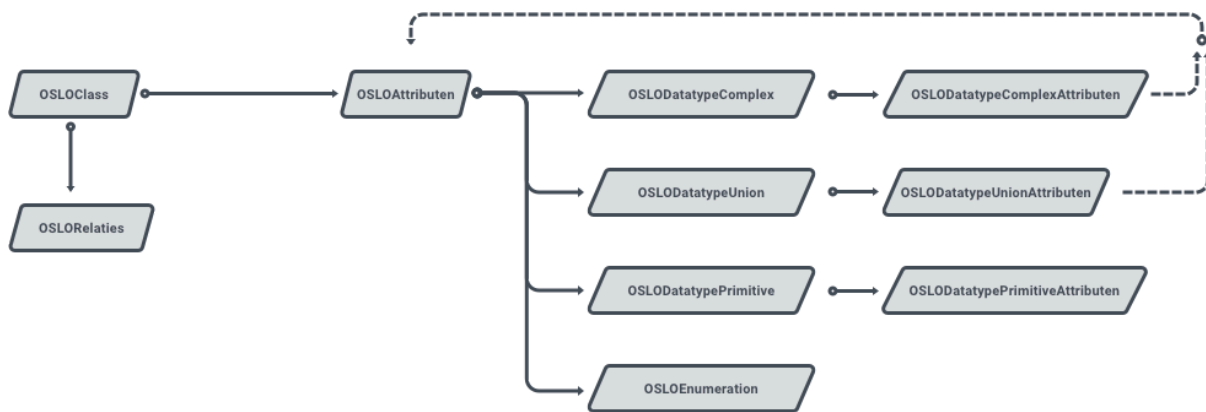 OSLOClass
OSLOAttributen
OSLODatatypeComplex
OSLODatatypeComplexAttributen
OSLODatatypeUnion
OSLODatatypeUnionAttributen
OSLORelaties
OSLODatatypePrimitive
OSLODatatypePrimitiveAttributen
OSLOEnumeration